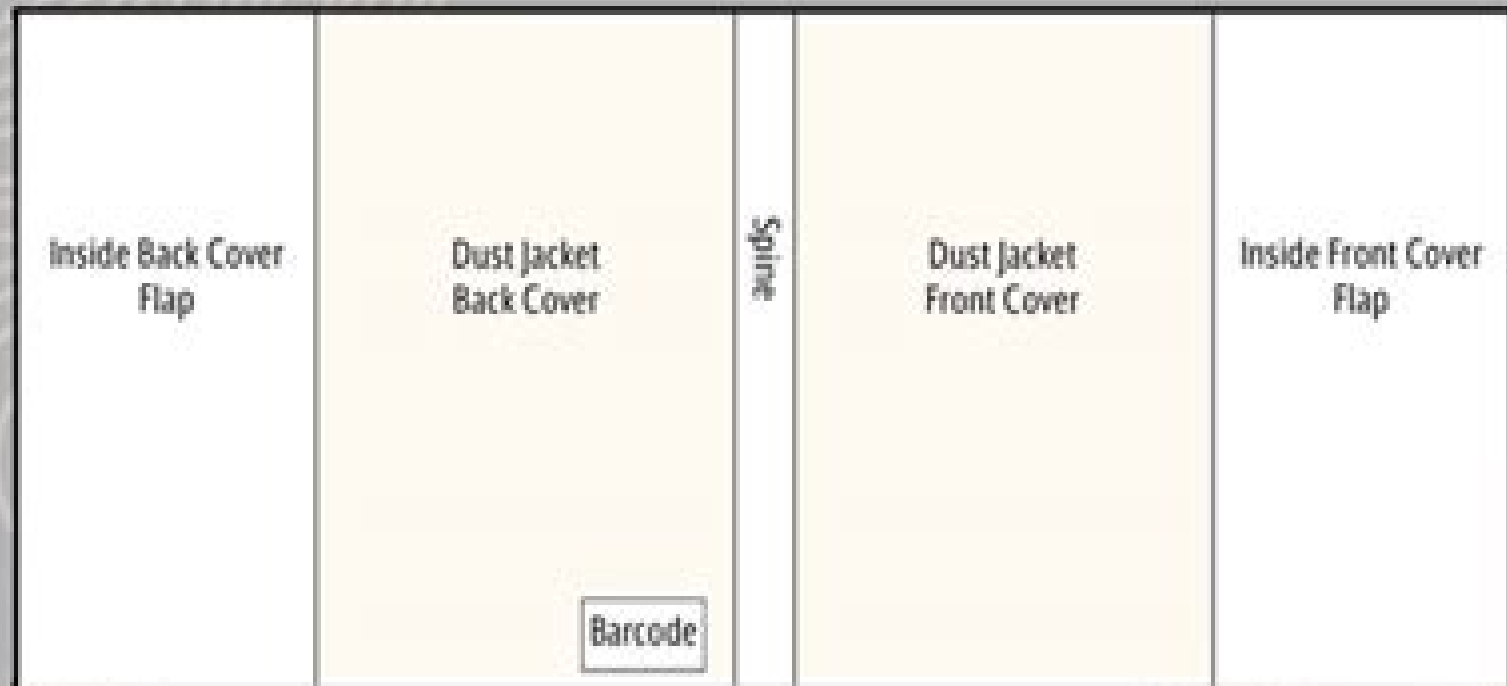 Inside Back Cover
Flap
Dust Jacket
Back Cover
Spine
Dust Jacket
Front Cover
Inside Front Cover
Flap
Barcode